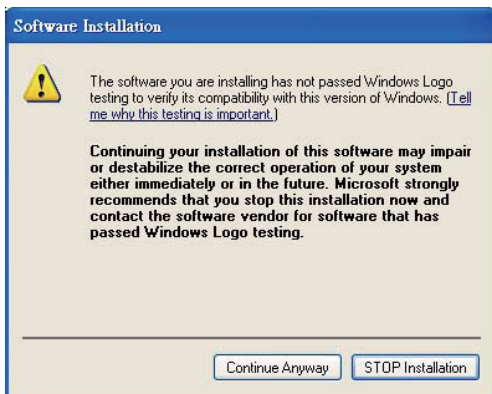 Software Installation
The software you are installing has not passed Windows Logo
testing to verify its compatibility with this version of Windows. (Tell
me why this testing is important.)
Continuing your installation of this software may impair
or destabilize the correct operation of your system
either immediately or in the future. Microsoft strongly
recommends that you stop this installation now and
contact the software vendor for software that has
passed Windows Logo testing.
Continue Anyway
STOP Installation